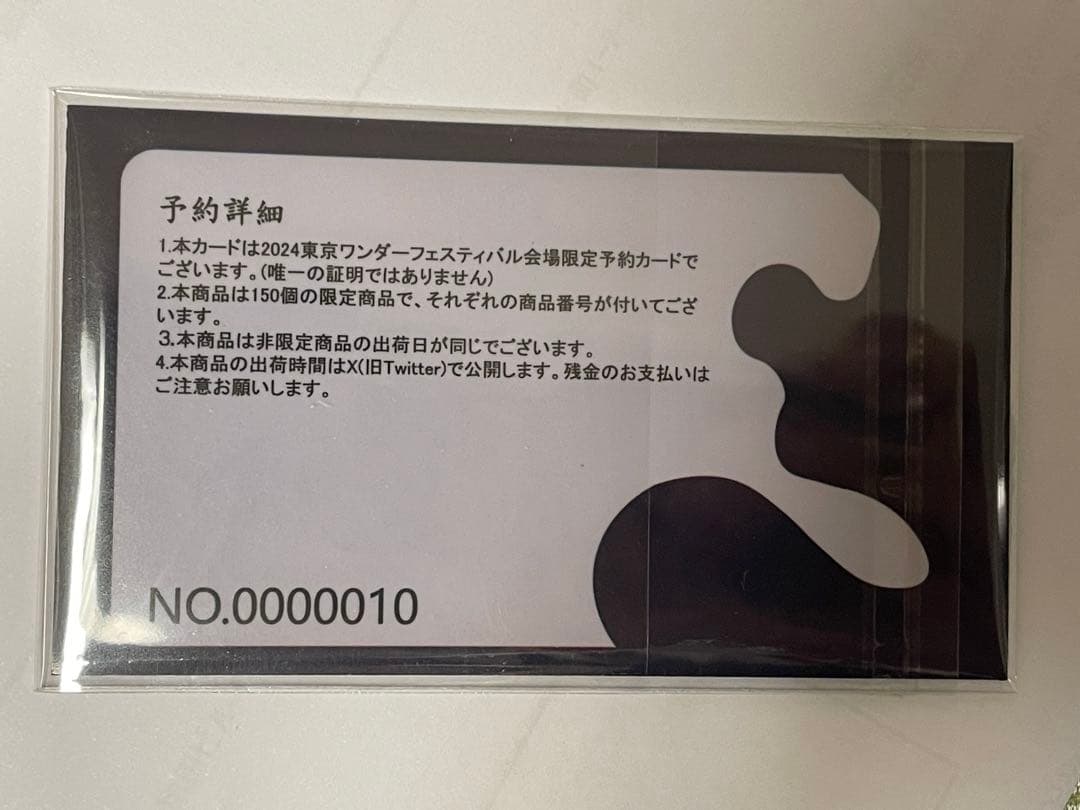 予約詳細
1.本カードは2024東京ワンダーフェスティバル会場限定予約カードで
ございます。(唯一の証明ではありません)
2.本商品は150個の限定商品で、それぞれの商品番号が付いてござ
います。
3.本商品は非限定商品の出荷日が同じでございます。
4.本商品の出荷時間はX(旧Twitter)で公開します。残金のお支払いは
ご注意お願いします。
NO.0000010